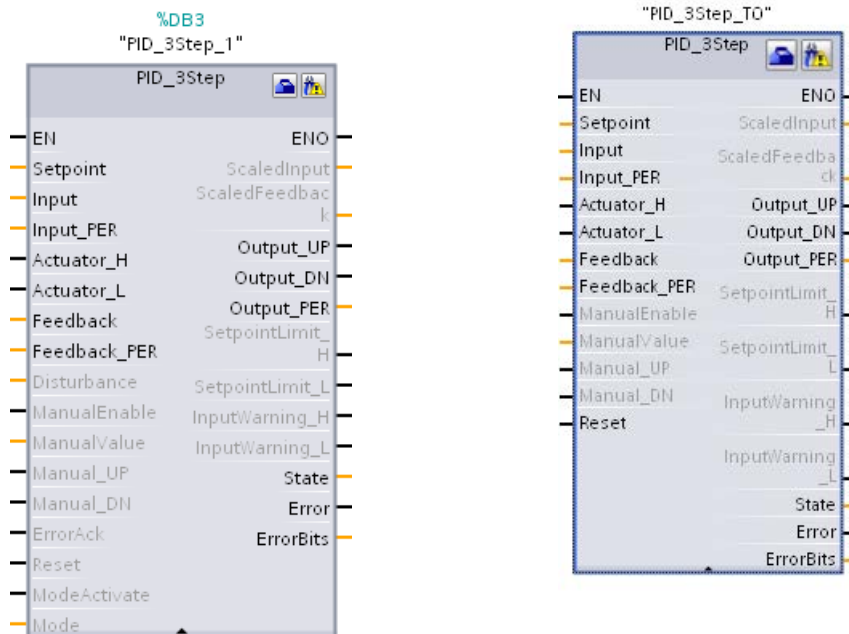 %DB3
"PID_3Step_1"
PID_3Step
EN
ENO
Setpoint
ScaledInput
Input
ScaledFeedbac
k
Input_PER
Output_UP
Actuator_H
Output_DN
Actuator_L
Output_PER
Feedback
SetpointLimit_
H
Feedback_PER
Disturbance
SetpointLimit_L
ManualEnable
InputWarning_H
ManualValue
InputWarning_L
Manual_UP
State
Manual_DN
Error
ErrorAck
ErrorBits
Reset
ModeActivate
Mode
"PID_3Step_TO"
PID_3Step
EN
ENO
Setpoint
ScaledInput
Input
ScaledFeedba
ck
Input_PER
Actuator_H
Output_UP
Actuator_L
Output_DN
Feedback
Output_PER
Feedback_PER
SetpointLimit_
H
ManualEnable
ManualValue
SetpointLimit_
L
Manual_UP
Manual_DN
InputWarning
_H
Reset
InputWarning
_L
State
Error
ErrorBits